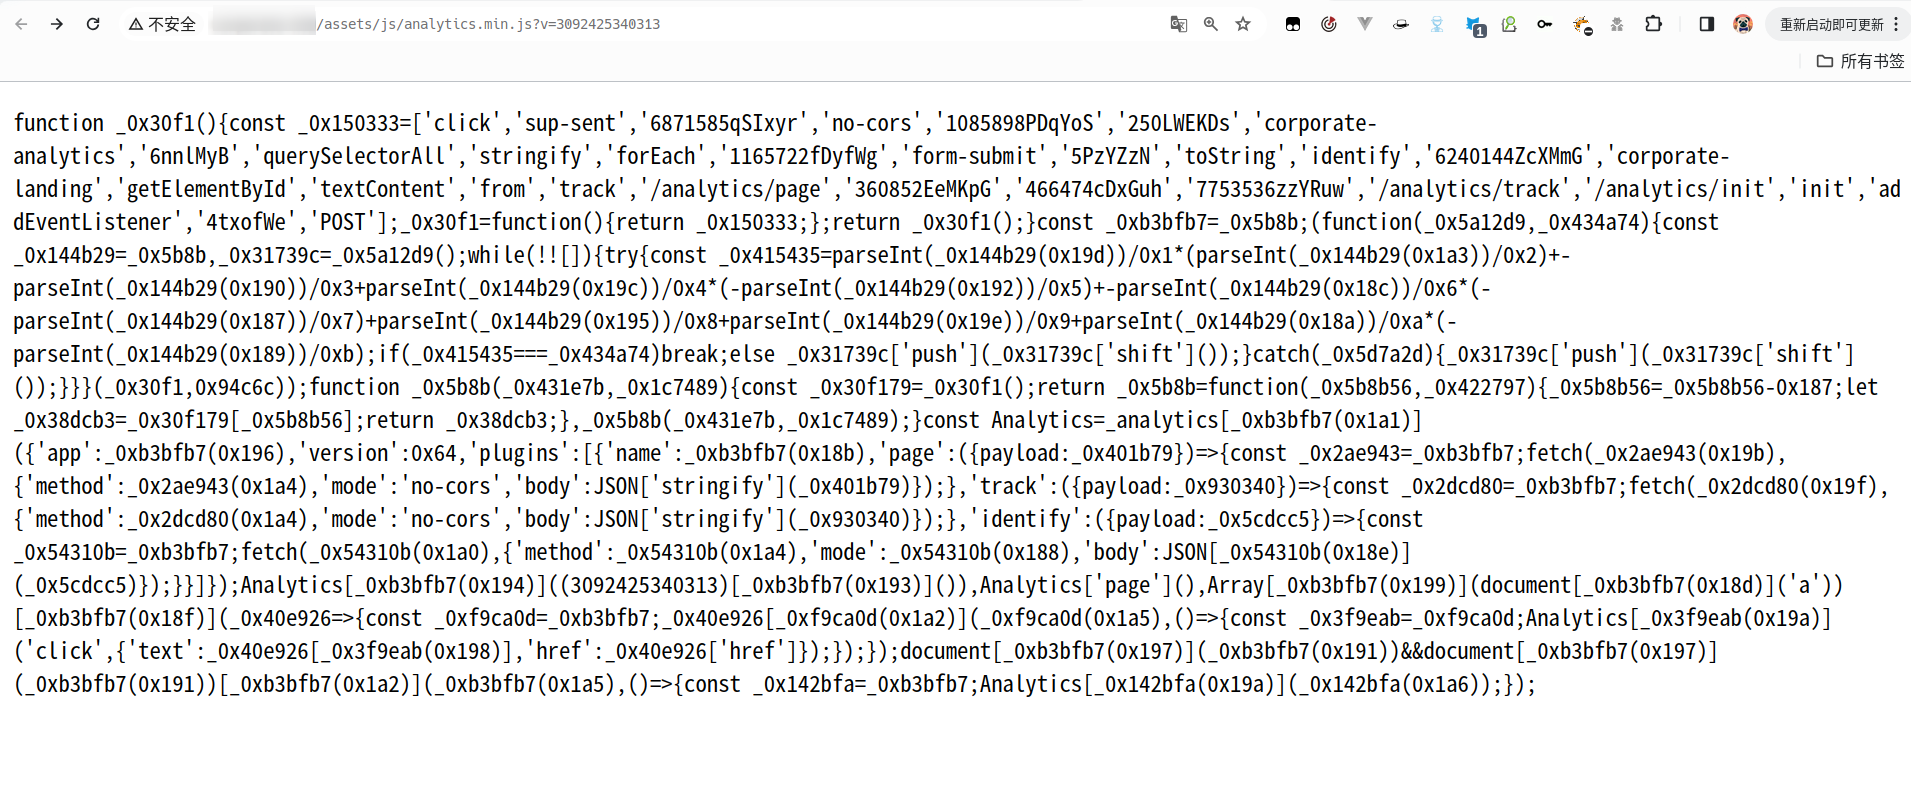 不安全 /assets/js/analytics.min.js?v=3092425340313
1
重新启动即可更新
所有书签
function _0x30f1(){const _0x150333=['click','sup-sent','6871585qSIxyr','no-cors','1085898PDqYoS','250LWEKDs','corporate-
analytics','6nnlMyB','querySelectorAll','stringify','forEach','1165722fDyfWg','form-submit','5PzYZzN','toString','identify','6240144ZcXMmG','corporate-
landing','getElementById','textContent','from','track','/analytics/page','360852EeMKpG','466474cDxGuh','7753536zzYRuw','/analytics/track','/analytics/init','init','ad
dEventListener','4txofWe','POST'];_0x30f1=function(){return _0x150333;};return _0x30f1();}const _0xb3bfb7=_0x5b8b;(function(_0x5a12d9,_0x434a74){const
_0x144b29=_0x5b8b,_0x31739c=_0x5a12d9();while(!![]){try{const _0x415435=parseInt(_0x144b29(0x19d))/0x1*(parseInt(_0x144b29(0x1a3))/0x2)+-
parseInt(_0x144b29(0x190))/0x3+parseInt(_0x144b29(0x19c))/0x4*(-parseInt(_0x144b29(0x192))/0x5)+-parseInt(_0x144b29(0x18c))/0x6*(-
parseInt(_0x144b29(0x187))/0x7)+parseInt(_0x144b29(0x195))/0x8+parseInt(_0x144b29(0x19e))/0x9+parseInt(_0x144b29(0x18a))/0xa*(-
parseInt(_0x144b29(0x189))/0xb);if(_0x415435===_0x434a74)break;else _0x31739c['push'](_0x31739c['shift']());}catch(_0x5d7a2d){_0x31739c['push'](_0x31739c['shift']
());}}}(_0x30f1,0x94c6c));function _0x5b8b(_0x431e7b,_0x1c7489){const _0x30f179=_0x30f1();return _0x5b8b=function(_0x5b8b56,_0x422797){_0x5b8b56=_0x5b8b56-0x187;let
_0x38dcb3=_0x30f179[_0x5b8b56];return _0x38dcb3;},_0x5b8b(_0x431e7b,_0x1c7489);}const Analytics=_analytics[_0xb3bfb7(0x1a1)]
({'app':_0xb3bfb7(0x196),'version':0x64,'plugins':[{'name':_0xb3bfb7(0x18b),'page':({payload:_0x401b79})=>{const _0x2ae943=_0xb3bfb7;fetch(_0x2ae943(0x19b),
{'method':_0x2ae943(0x1a4),'mode':'no-cors','body':JSON['stringify'](_0x401b79)});},'track':({payload:_0x930340})=>{const _0x2dcd80=_0xb3bfb7;fetch(_0x2dcd80(0x19f),
{'method':_0x2dcd80(0x1a4),'mode':'no-cors','body':JSON['stringify'](_0x930340)});},'identify':({payload:_0x5cdcc5})=>{const
_0x54310b=_0xb3bfb7;fetch(_0x54310b(0x1a0),{'method':_0x54310b(0x1a4),'mode':_0x54310b(0x188),'body':JSON[_0x54310b(0x18e)]
(_0x5cdcc5)});}}]});Analytics[_0xb3bfb7(0x194)]((3092425340313)[_0xb3bfb7(0x193)]()),Analytics['page'](),Array[_0xb3bfb7(0x199)](document[_0xb3bfb7(0x18d)]('a'))
[_0xb3bfb7(0x18f)](_0x40e926=>{const _0xf9ca0d=_0xb3bfb7;_0x40e926[_0xf9ca0d(0x1a2)](_0xf9ca0d(0x1a5),()=>{const _0x3f9eab=_0xf9ca0d;Analytics[_0x3f9eab(0x19a)]
('click',{'text':_0x40e926[_0x3f9eab(0x198)],'href':_0x40e926['href']});});});document[_0xb3bfb7(0x197)](_0xb3bfb7(0x191))&&document[_0xb3bfb7(0x197)]
(_0xb3bfb7(0x191))[_0xb3bfb7(0x1a2)](_0xb3bfb7(0x1a5),()=>{const _0x142bfa=_0xb3bfb7;Analytics[_0x142bfa(0x19a)](_0x142bfa(0x1a6));});